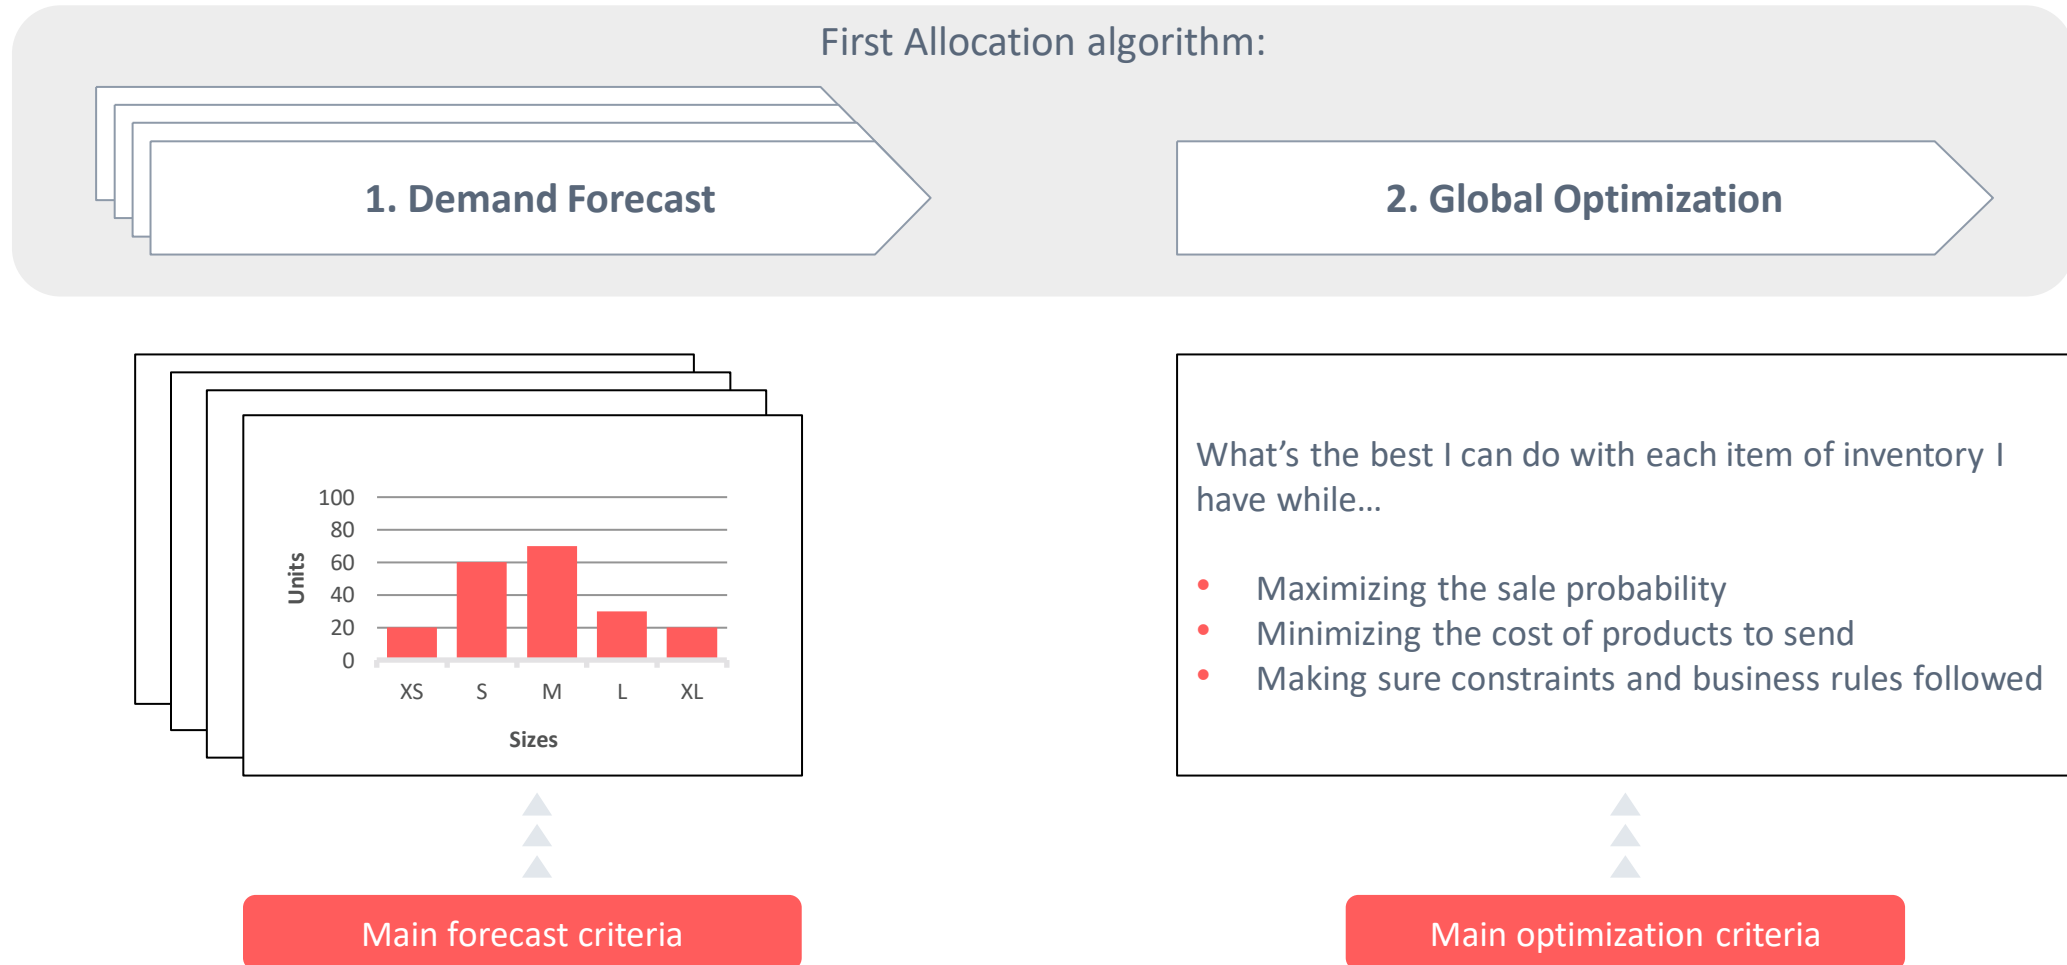 First Allocation algorithm:
1. Demand Forecast
2. Global Optimization
100
80
60
40
20
0
Units
XS S M L XL
Sizes
What’s the best I can do with each item of inventory I
have while...
• Maximizing the sale probability
• Minimizing the cost of products to send
• Making sure constraints and business rules followed
Main forecast criteria
Main optimization criteria